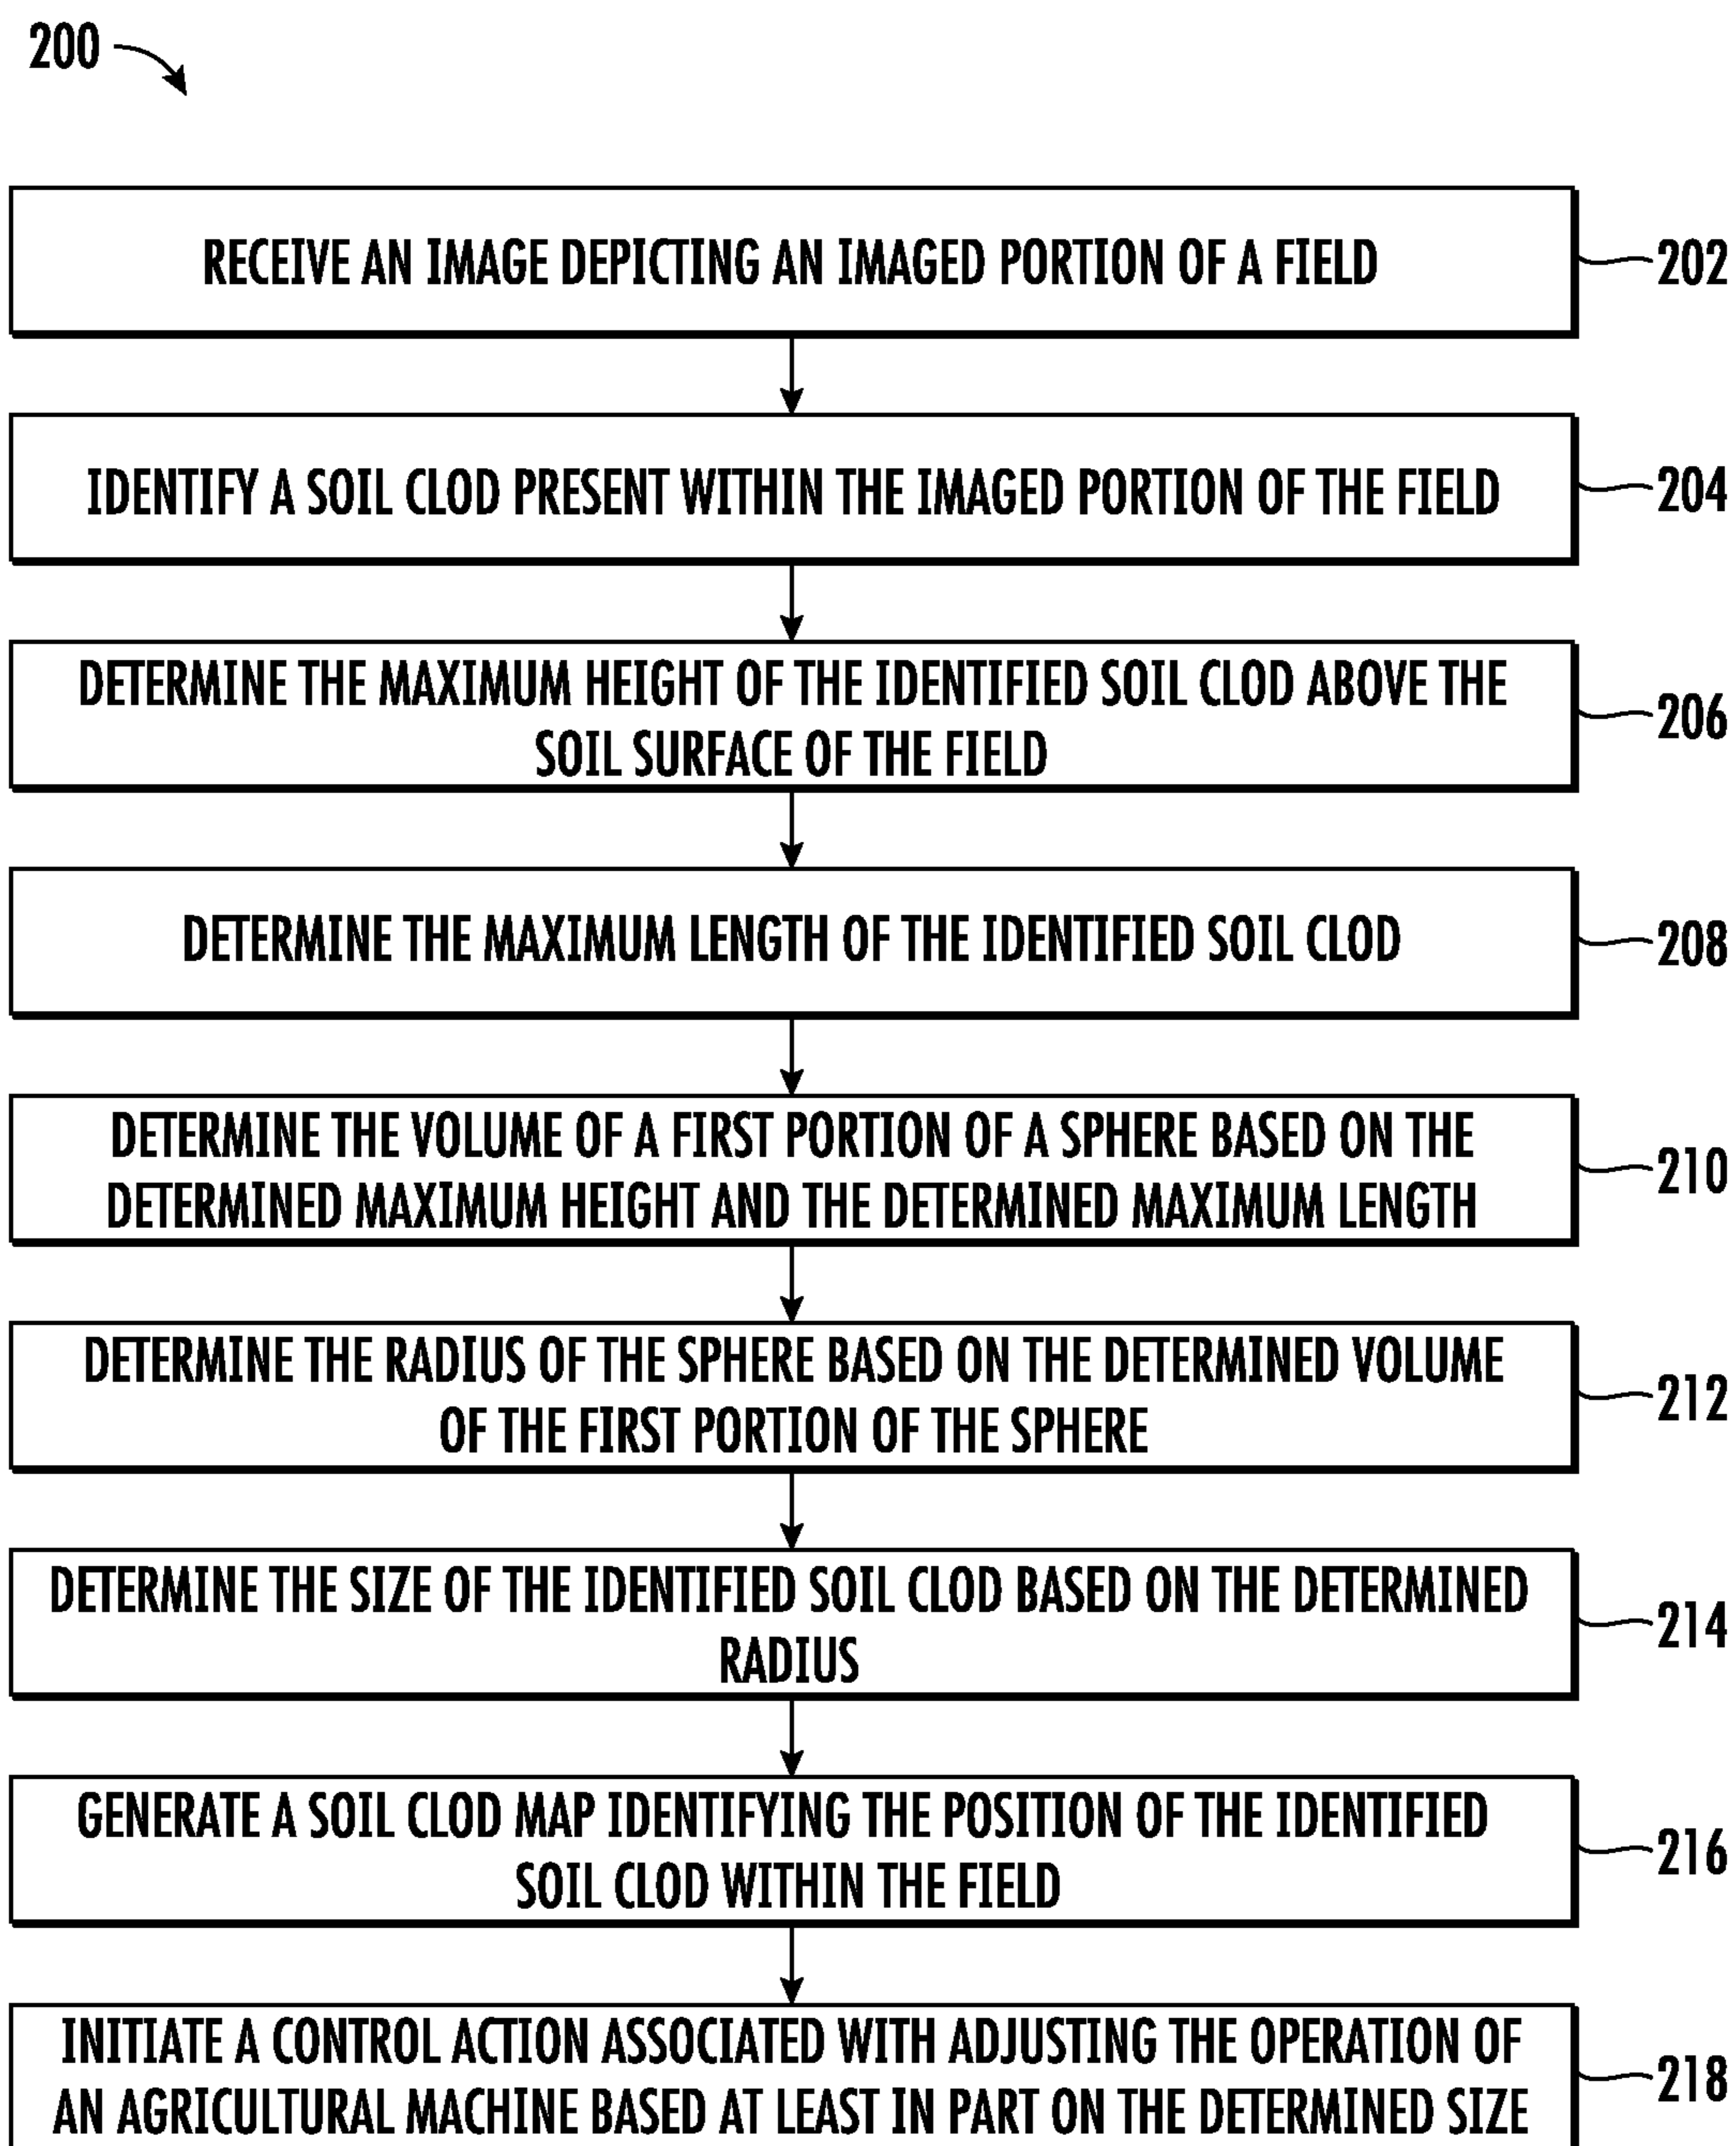 200
RECEIVE AN IMAGE DEPICTING AN IMAGED PORTION OF A FIELD
202
IDENTIFY A SOIL CLOD PRESENT WITHIN THE IMAGED PORTION OF THE FIELD
204
DETERMINE THE MAXIMUM HEIGHT OF THE IDENTIFIED SOIL CLOD ABOVE THE
SOIL SURFACE OF THE FIELD
206
DETERMINE THE MAXIMUM LENGTH OF THE IDENTIFIED SOIL CLOD
208
DETERMINE THE VOLUME OF A FIRST PORTION OF A SPHERE BASED ON THE
DETERMINED MAXIMUM HEIGHT AND THE DETERMINED MAXIMUM LENGTH
210
DETERMINE THE RADIUS OF THE SPHERE BASED ON THE DETERMINED VOLUME
OF THE FIRST PORTION OF THE SPHERE
212
DETERMINE THE SIZE OF THE IDENTIFIED SOIL CLOD BASED ON THE DETERMINED
RADIUS
214
GENERATE A SOIL CLOD MAP IDENTIFYING THE POSITION OF THE IDENTIFIED
SOIL CLOD WITHIN THE FIELD
216
INITIATE A CONTROL ACTION ASSOCIATED WITH ADJUSTING THE OPERATION OF
AN AGRICULTURAL MACHINE BASED AT LEAST IN PART ON THE DETERMINED SIZE
218